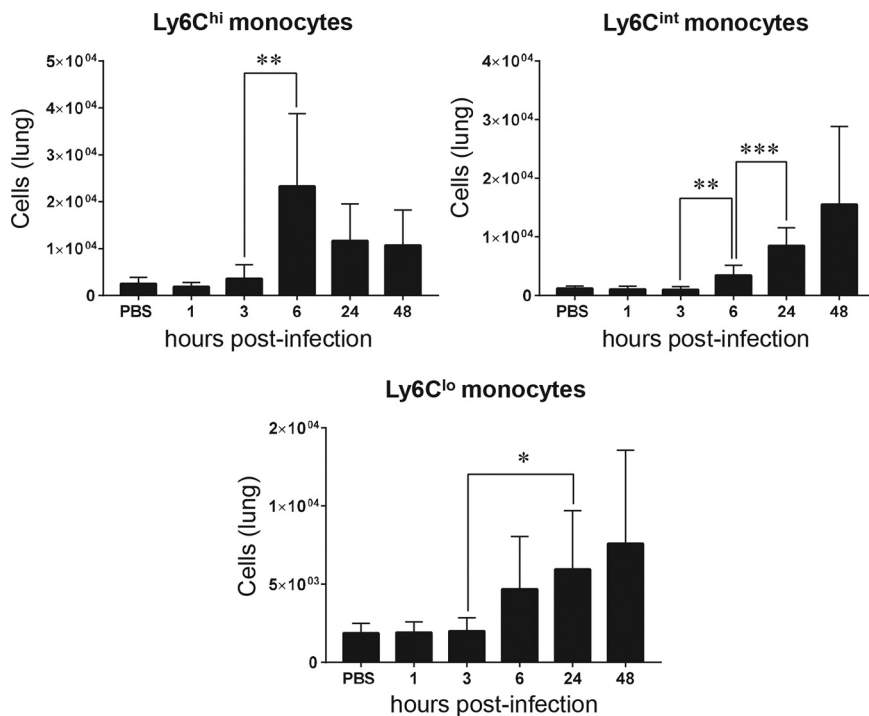 Ly6Cʰⁱ monocytes
Cells (lung)
5×10⁰⁴
4×10⁰⁴
3×10⁰⁴
2×10⁰⁴
1×10⁰⁴
0
**
PBS 1 3 6 24 48
hours post-infection
Ly6Cⁱⁿᵗ monocytes
Cells (lung)
4×10⁰⁴
3×10⁰⁴
2×10⁰⁴
1×10⁰⁴
0
**
***
PBS 1 3 6 24 48
hours post-infection
Ly6Cˡᵒ monocytes
Cells (lung)
2×10⁰⁴
1×10⁰⁴
5×10⁰³
0
*
PBS 1 3 6 24 48
hours post-infection